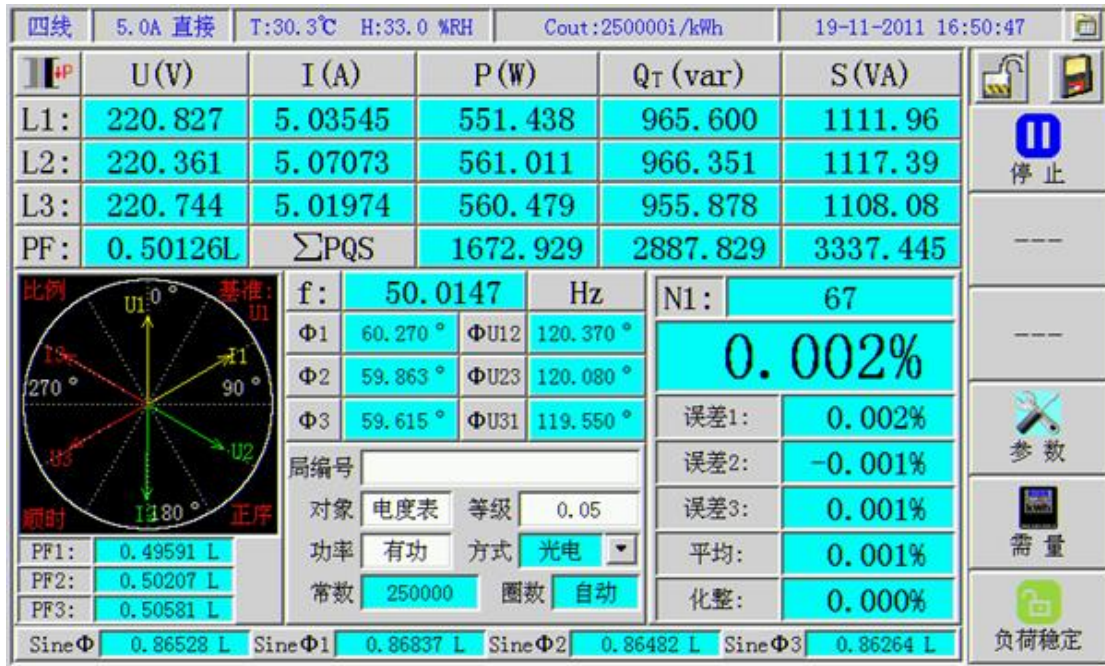 四线 5.0A 直接 T:30.3℃ H:33.0 %RH Cout:250000i/kWh 19-11-2011 16:50:47
P U(V) I(A) P(W) QT(var) S(VA)
L1: 220.827 5.03545 551.438 965.600 1111.96
L2: 220.361 5.07073 561.011 966.351 1117.39
L3: 220.744 5.01974 560.479 955.878 1108.08
PF: 0.50126L ∑PQS 1672.929 2887.829 3337.445
停止
---
---
参数
需量
负荷稳定
比例 0° 基准:
U1 U1
I1
270° 90°
U3 U2
180°
顺时 正序
PF1: 0.49591 L
PF2: 0.50207 L
PF3: 0.50581 L
f: 50.0147 Hz
Φ1 60.270° ΦU12 120.370°
Φ2 59.863° ΦU23 120.080°
Φ3 59.615° ΦU31 119.550°
局编号
对象 电度表 等级 0.05
功率 有功 方式 光电
常数 250000 圈数 自动
N1: 67
0.002%
误差1: 0.002%
误差2: -0.001%
误差3: 0.001%
平均: 0.001%
化整: 0.000%
SineΦ 0.86528 L SineΦ1 0.86837 L SineΦ2 0.86482 L SineΦ3 0.86264 L